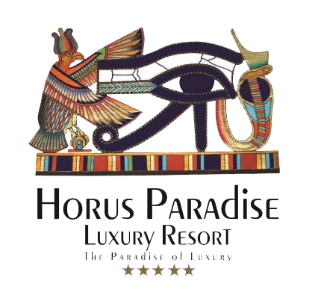 Horus Paradise
Luxury Resort
The Paradise of Luxury